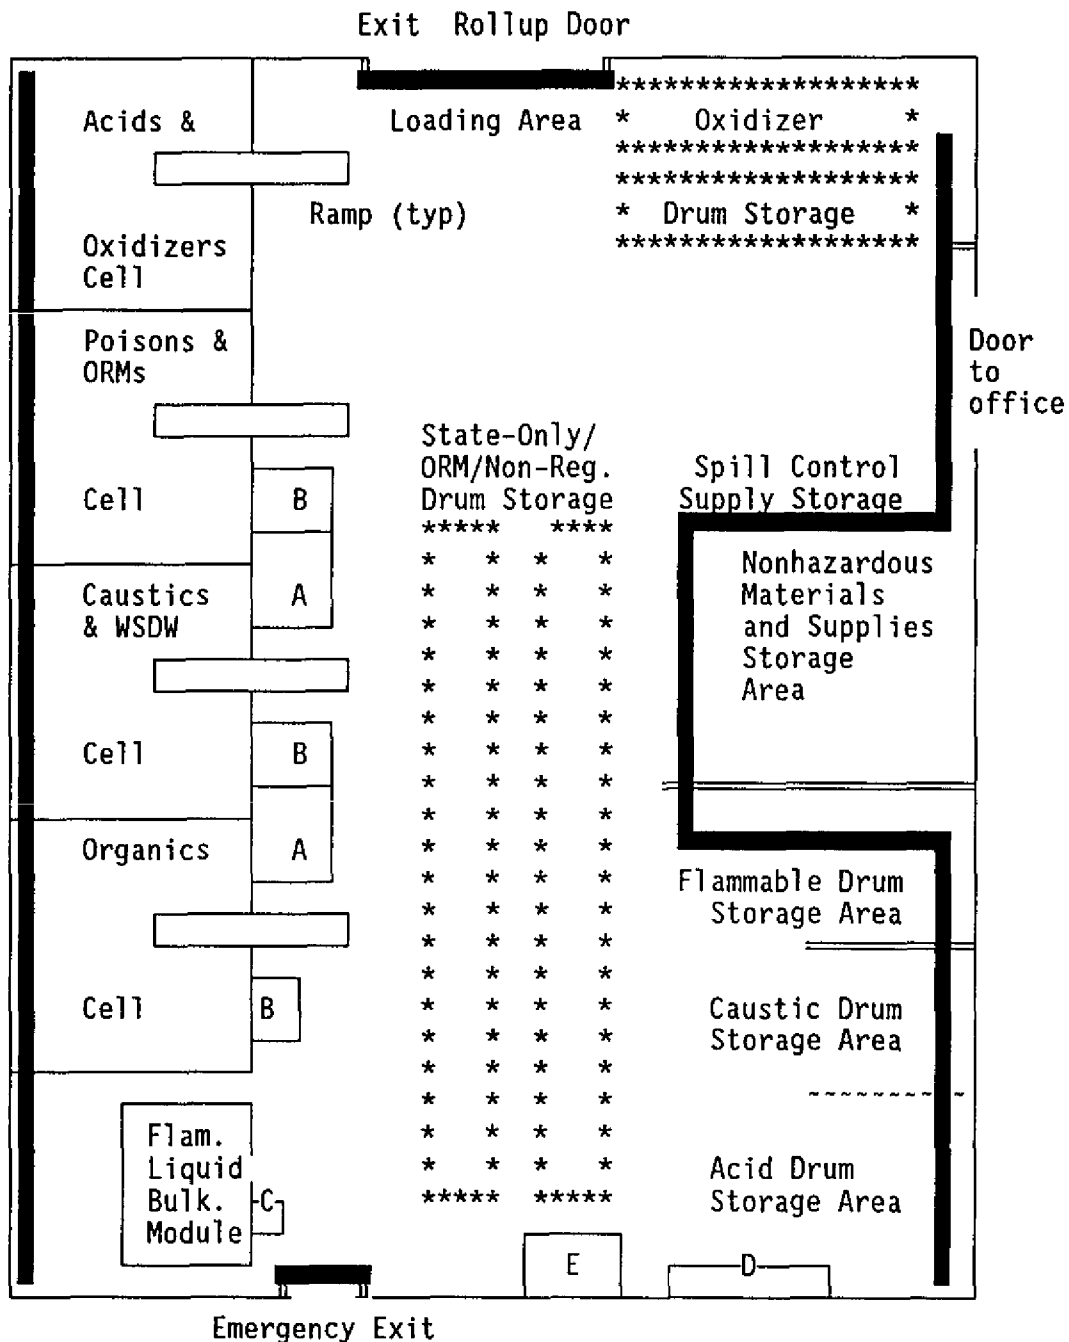 Exit Rollup Door
Acids &
Loading Area
*******************
* Oxidizer *
*******************
*******************
Ramp (typ)
* Drum Storage *
*******************
Oxidizers
Cell
Poisons &
ORMs
Door
to
office
State-Only/
ORM/Non-Reg.
Drum Storage
Spill Control
Supply Storage
Cell
B
***** ****
* * * *
Nonhazardous
Materials
and Supplies
Storage
Area
Caustics
& WSDW
A
* * * *
* * * *
* * * *
* * * *
* * * *
* * * *
Cell
B
* * * *
* * * *
* * * *
Organics
A
* * * *
* * * *
Flammable Drum
Storage Area
* * * *
* * * *
* * * *
Cell
B
* * * *
Caustic Drum
Storage Area
* * * *
* * * *
* * * *
* * * *
Flam.
Liquid
Bulk.
Module
C
* * * *
***** *****
Acid Drum
Storage Area
E
D
Emergency Exit